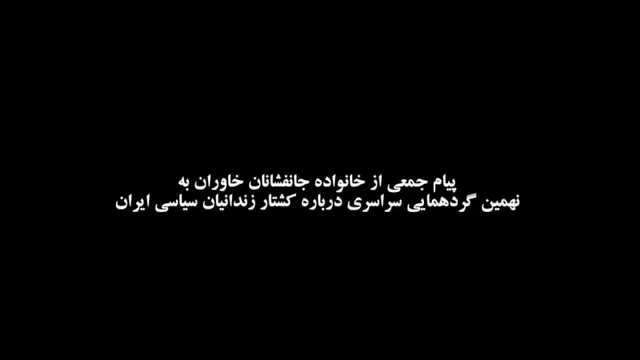 پیام جمعی از خانواده جانفشانان خاوران به
نهمین گردهمایی سراسری درباره کشتار زندانیان سیاسی ایران